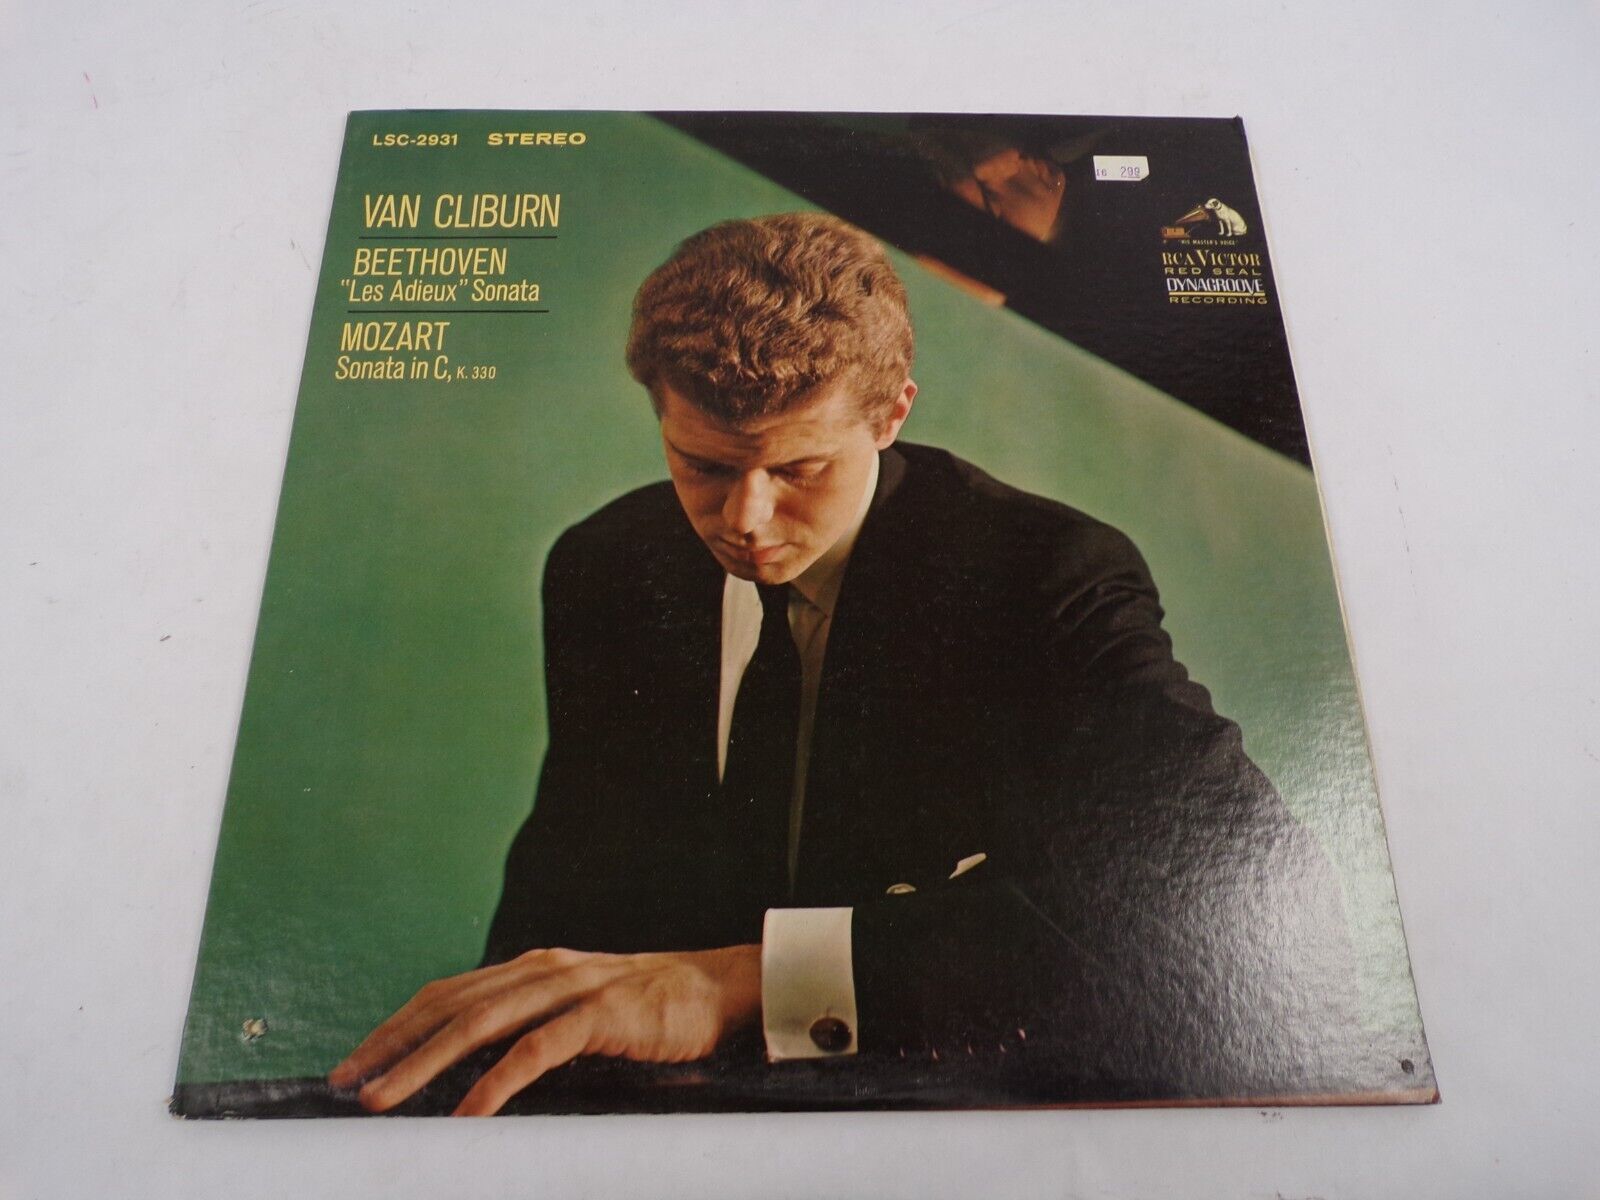 LSC-2931 STEREO
VAN CLIBURN
BEETHOVEN
"Les Adieux" Sonata
MOZART
Sonata in C, K. 330
16 299
"HIS MASTER'S VOICE"
RCA VICTOR
RED SEAL
DYNAGROOVE
RECORDING